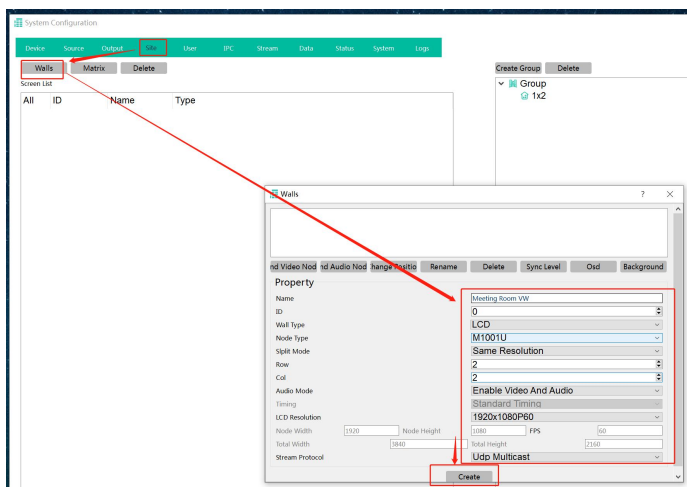 System Configuration
Device Source Output Site User IPC Stream Data Status System Logs
Walls Matrix Delete
Create Group Delete
Screen List
All ID Name Type
Group
1x2
Walls ? ×
nd Video Nod nd Audio Nod hange Positio Rename Delete Sync Level Osd Background
Property
Name Meeting Room VW
ID 0
Wall Type LCD
Node Type M1001U
Slplit Mode Same Resolution
Row 2
Col 2
Audio Mode Enable Video And Audio
Timing Standard Timing
LCD Resolution 1920x1080P60
Node Width 1920 Node Height 1080 FPS 60
Total Width 3840 Total Height 2160
Stream Protocol Udp Multicast
Create